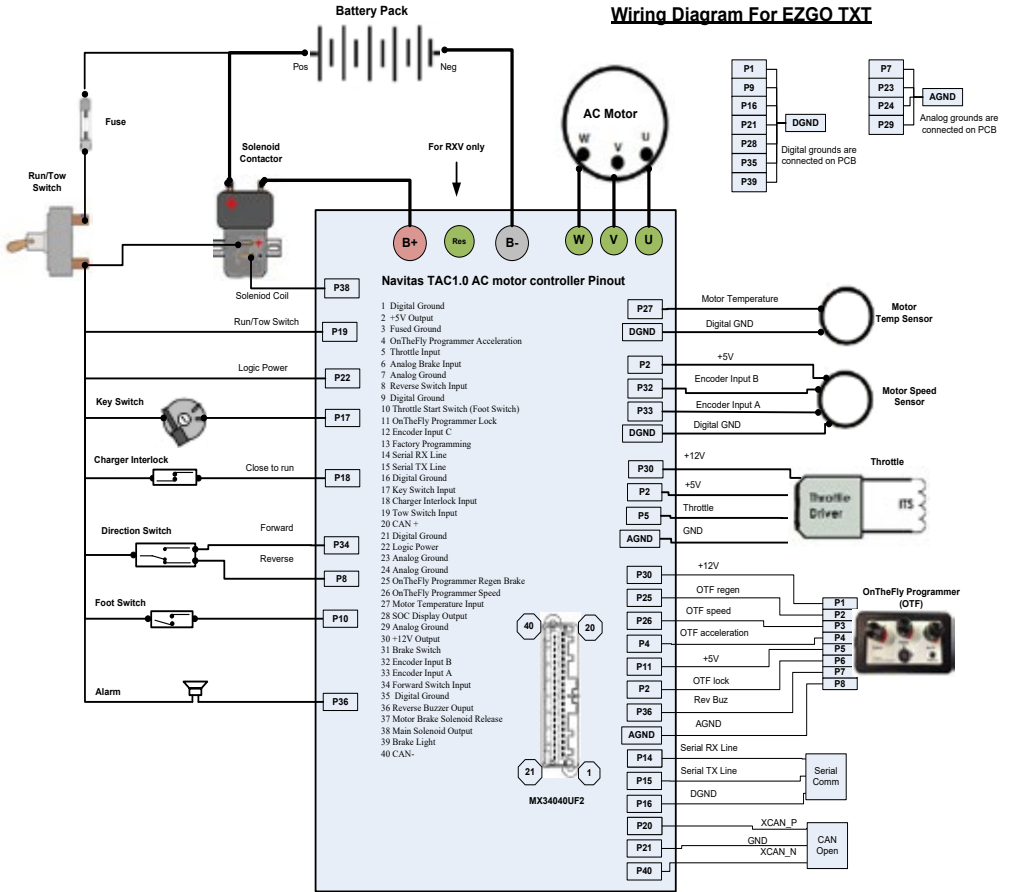 Wiring Diagram For EZGO TXT
Battery Pack
Pos
Neg
Fuse
Run/Tow
Switch
Solenoid
Contactor
For RXV only
AC Motor
W
V
U
P1
P9
P16
P21
P28
P35
P39
DGND
Digital grounds are
connected on PCB
P7
P23
P24
P29
AGND
Analog grounds are
connected on PCB
B+
Res
B-
W
V
U
Navitas TAC1.0 AC motor controller Pinout
1 Digital Ground
2 +5V Output
3 Fused Ground
4 OnTheFly Programmer Acceleration
5 Throttle Input
6 Analog Brake Input
7 Analog Ground
8 Reverse Switch Input
9 Digital Ground
10 Throttle Start Switch (Foot Switch)
11 OnTheFly Programmer Lock
12 Encoder Input C
13 Factory Programming
14 Serial RX Line
15 Serial TX Line
16 Digital Ground
17 Key Switch Input
18 Charger Interlock Input
19 Tow Switch Input
20 CAN +
21 Digital Ground
22 Logic Power
23 Analog Ground
24 Analog Ground
25 OnTheFly Programmer Regen Brake
26 OnTheFly Programmer Speed
27 Motor Temperature Input
28 SOC Display Output
29 Analog Ground
30 +12V Output
31 Brake Switch
32 Encoder Input B
33 Encoder Input A
34 Forward Switch Input
35 Digital Ground
36 Reverse Buzzer Ouput
37 Motor Brake Solenoid Release
38 Main Solenoid Output
39 Brake Light
40 CAN-
40
20
21
1
MX34040UF2
Soleniod Coil
P38
Run/Tow Switch
P19
Logic Power
P22
Key Switch
P17
Charger Interlock
Close to run
P18
Direction Switch
Forward
P34
Reverse
P8
Foot Switch
P10
Alarm
P36
P27
Motor Temperature
DGND
Digital GND
Motor
Temp Sensor
P2
+5V
P32
Encoder Input B
P33
Encoder Input A
DGND
Digital GND
Motor Speed
Sensor
P30
+12V
P2
+5V
P5
Throttle
AGND
GND
Throttle
Throttle
Driver
ITS
P30
+12V
P25
OTF regen
P26
OTF speed
P4
OTF acceleration
P11
+5V
P2
OTF lock
P36
Rev Buz
AGND
AGND
P1
P2
P3
P4
P5
P6
P7
P8
OnTheFly Programmer
(OTF)
P14
Serial RX Line
P15
Serial TX Line
P16
DGND
Serial
Comm
P20
XCAN_P
P21
GND
P40
XCAN_N
CAN
Open